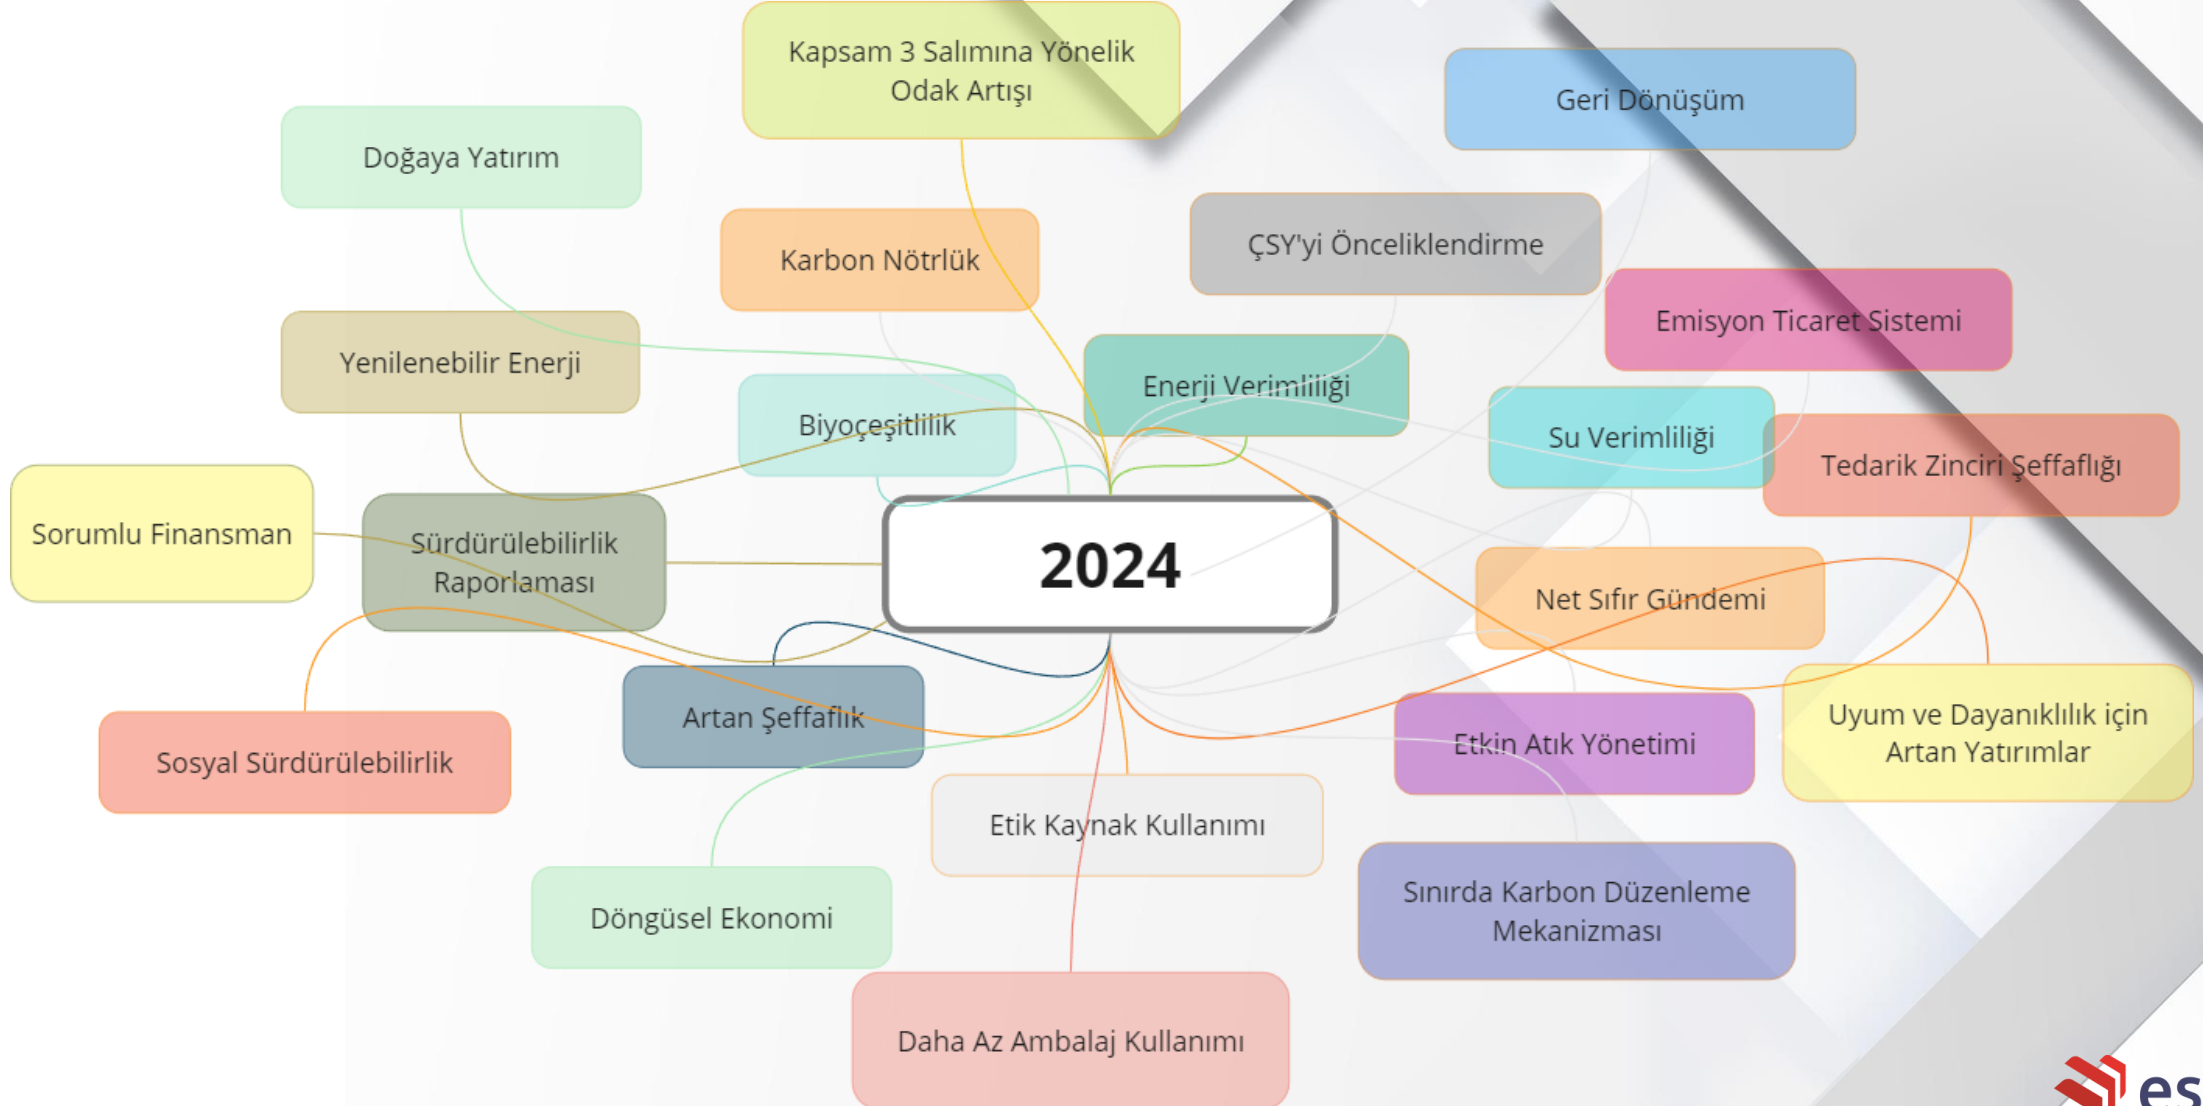 Kapsam 3 Salımına Yönelik
Odak Artışı
Geri Dönüşüm
Doğaya Yatırım
Karbon Nötrlük
ÇSY'yi Önceliklendirme
Emisyon Ticaret Sistemi
Yenilenebilir Enerji
Enerji Verimliliği
Biyoçeşitlilik
Su Verimliliği
Tedarik Zinciri Şeffaflığı
Sorumlu Finansman
Sürdürülebilirlik
Raporlaması
2024
Net Sıfır Gündemi
Artan Şeffaflık
Uyum ve Dayanıklılık için
Artan Yatırımlar
Etkin Atık Yönetimi
Sosyal Sürdürülebilirlik
Etik Kaynak Kullanımı
Sınırda Karbon Düzenleme
Mekanizması
Döngüsel Ekonomi
Daha Az Ambalaj Kullanımı